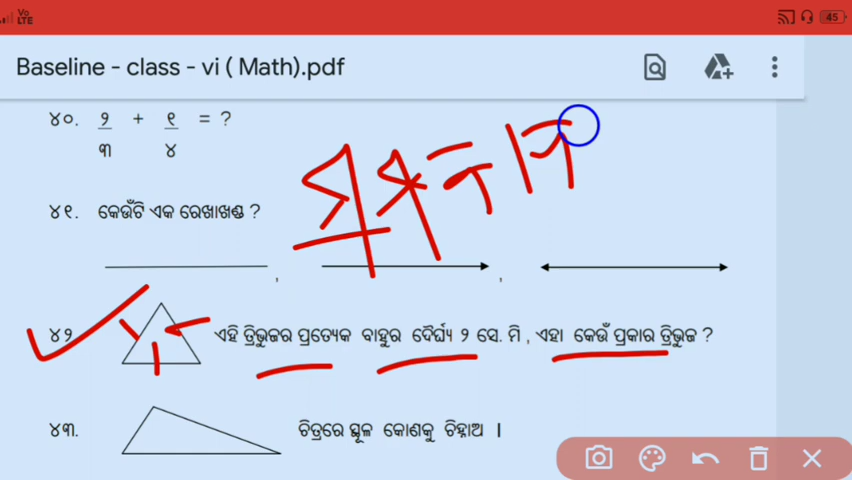 Vo
LTE
45
Baseline - class - vi ( Math).pdf
୪୦. ୨/୩ + ୧/୪ = ?
୪୧. କେଉଁଟି ଏକ ରେଖାଖଣ୍ଡ ?
, ,
୪୨ ଏହି ତ୍ରିଭୁଜର ପ୍ରତ୍ୟେକ ବାହୁର ଦୈର୍ଘ୍ୟ ୨ ସେ. ମି , ଏହା କେଉଁ ପ୍ରକାର ତ୍ରିଭୁଜ ?
୪୩. ଚିତ୍ରରେ ସ୍ଥୂଳ କୋଣକୁ ଚିହ୍ନାଅ ।